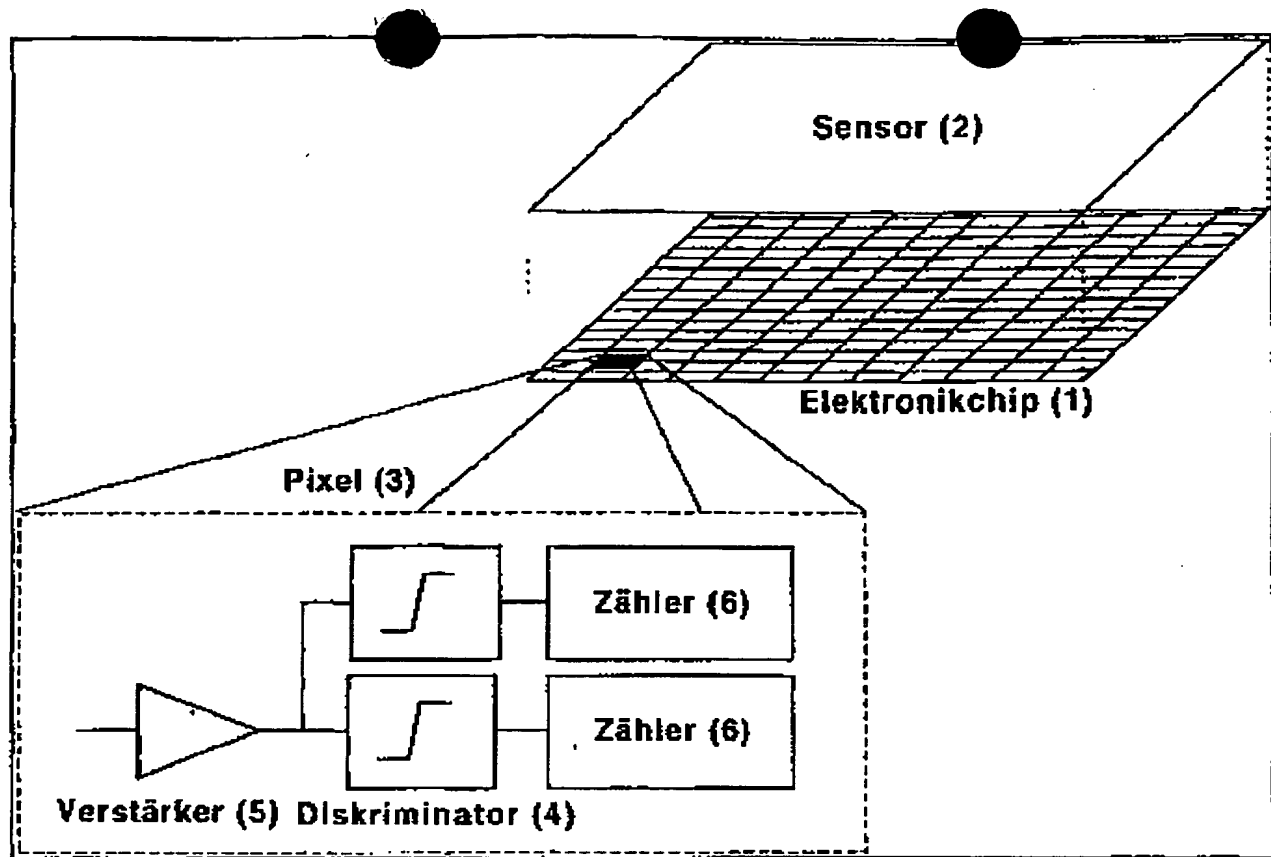 Sensor (2)
Elektronikchip (1)
Pixel (3)
Zähler (6)
Zähler (6)
Verstärker (5) Diskriminator (4)